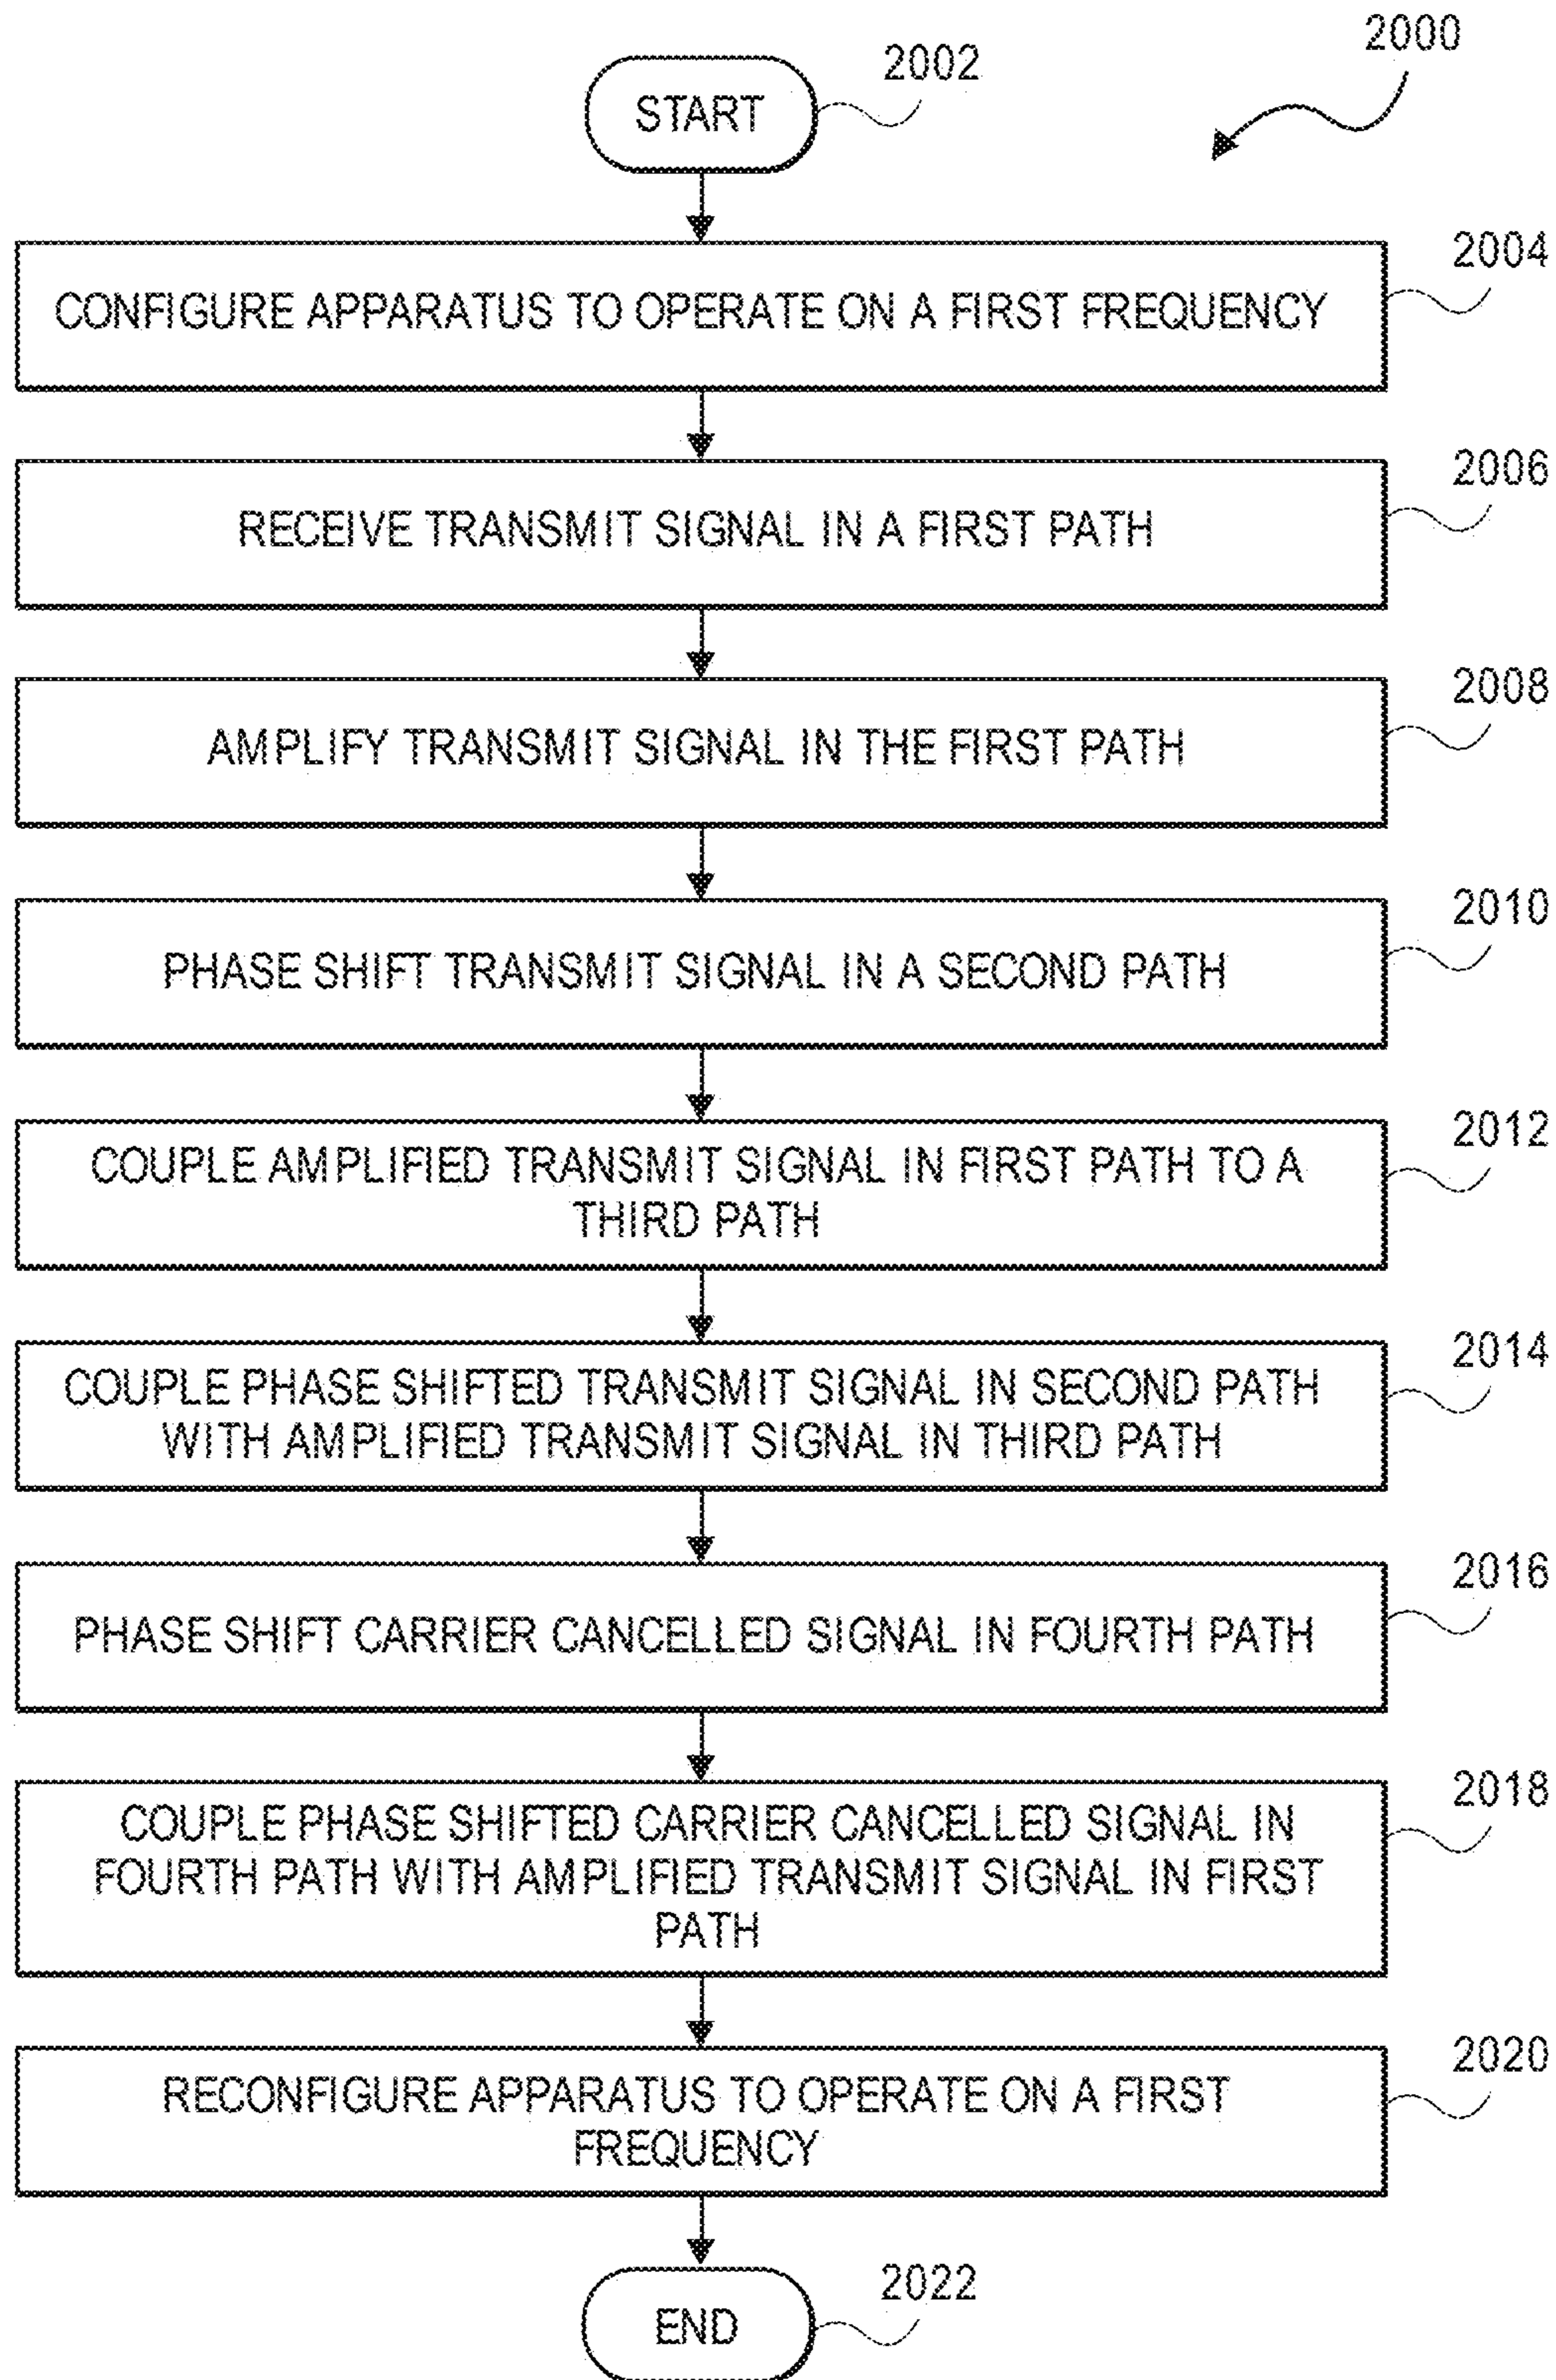 2000
START
2002
CONFIGURE APPARATUS TO OPERATE ON A FIRST FREQUENCY
2004
RECEIVE TRANSMIT SIGNAL IN A FIRST PATH
2006
AMPLIFY TRANSMIT SIGNAL IN THE FIRST PATH
2008
PHASE SHIFT TRANSMIT SIGNAL IN A SECOND PATH
2010
COUPLE AMPLIFIED TRANSMIT SIGNAL IN FIRST PATH TO A
THIRD PATH
2012
COUPLE PHASE SHIFTED TRANSMIT SIGNAL IN SECOND PATH
WITH AMPLIFIED TRANSMIT SIGNAL IN THIRD PATH
2014
PHASE SHIFT CARRIER CANCELLED SIGNAL IN FOURTH PATH
2016
COUPLE PHASE SHIFTED CARRIER CANCELLED SIGNAL IN
FOURTH PATH WITH AMPLIFIED TRANSMIT SIGNAL IN FIRST
PATH
2018
RECONFIGURE APPARATUS TO OPERATE ON A FIRST
FREQUENCY
2020
END
2022